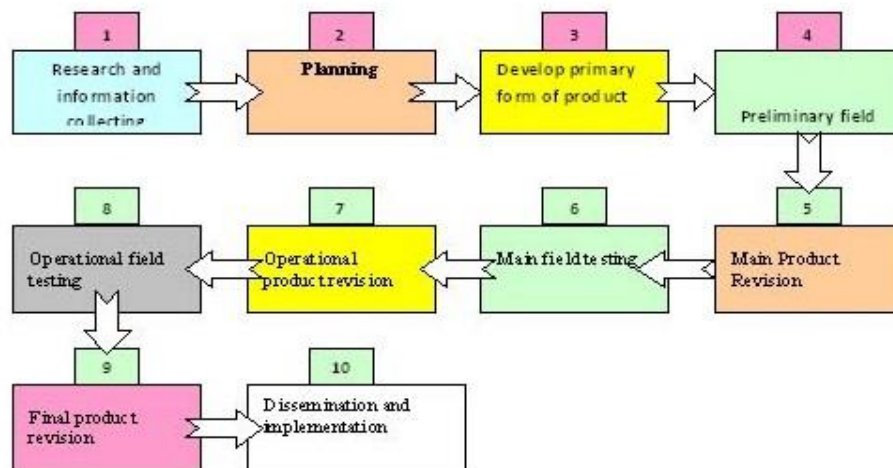 1
Research and
information
collecting
2
Planning
3
Develop primary
form of product
4
Preliminary field
5
Main Product
Revision
6
Main field testing
7
Operational
product revision
8
Operational field
testing
9
Final product
revision
10
Dissemination and
implementation